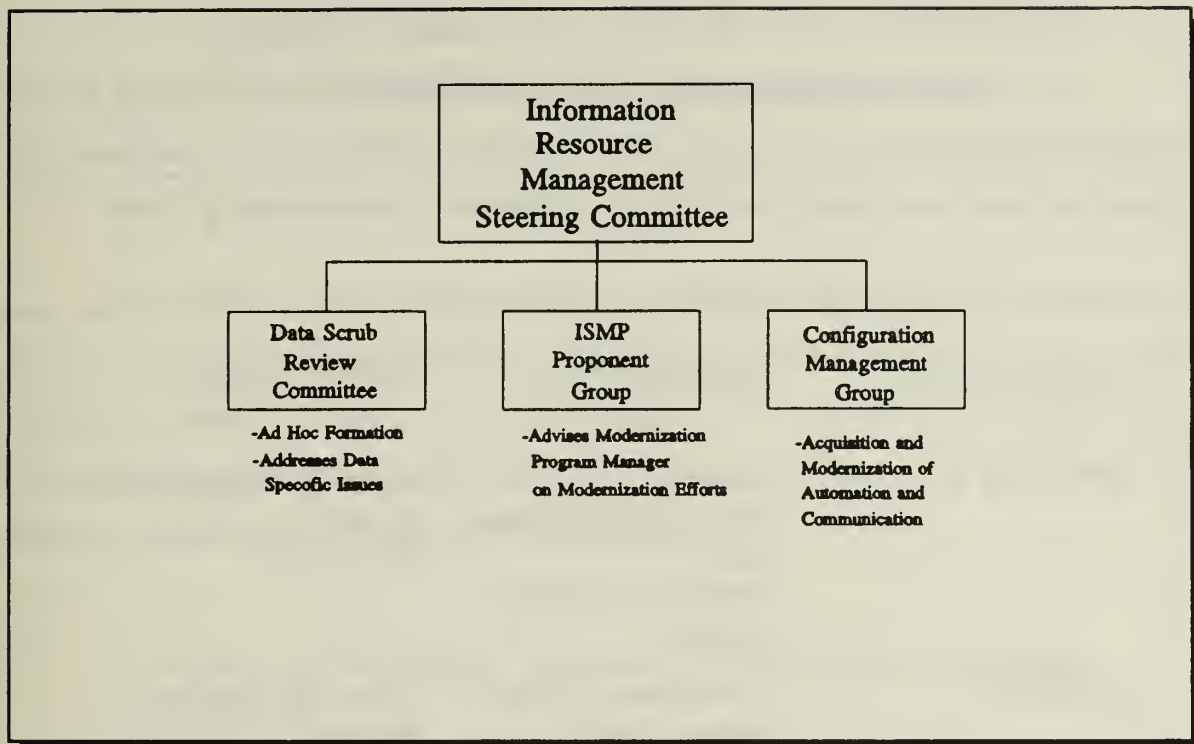 Information
Resource
Management
Steering Committee
Data Scrub
Review
Committee
-Ad Hoc Formation
-Addresses Data
Specofic Issues
ISMP
Proponent
Group
-Advises Modernization
Program Manager
on Modernization Efforts
Configuration
Management
Group
-Acquisition and
Modernization of
Automation and
Communication